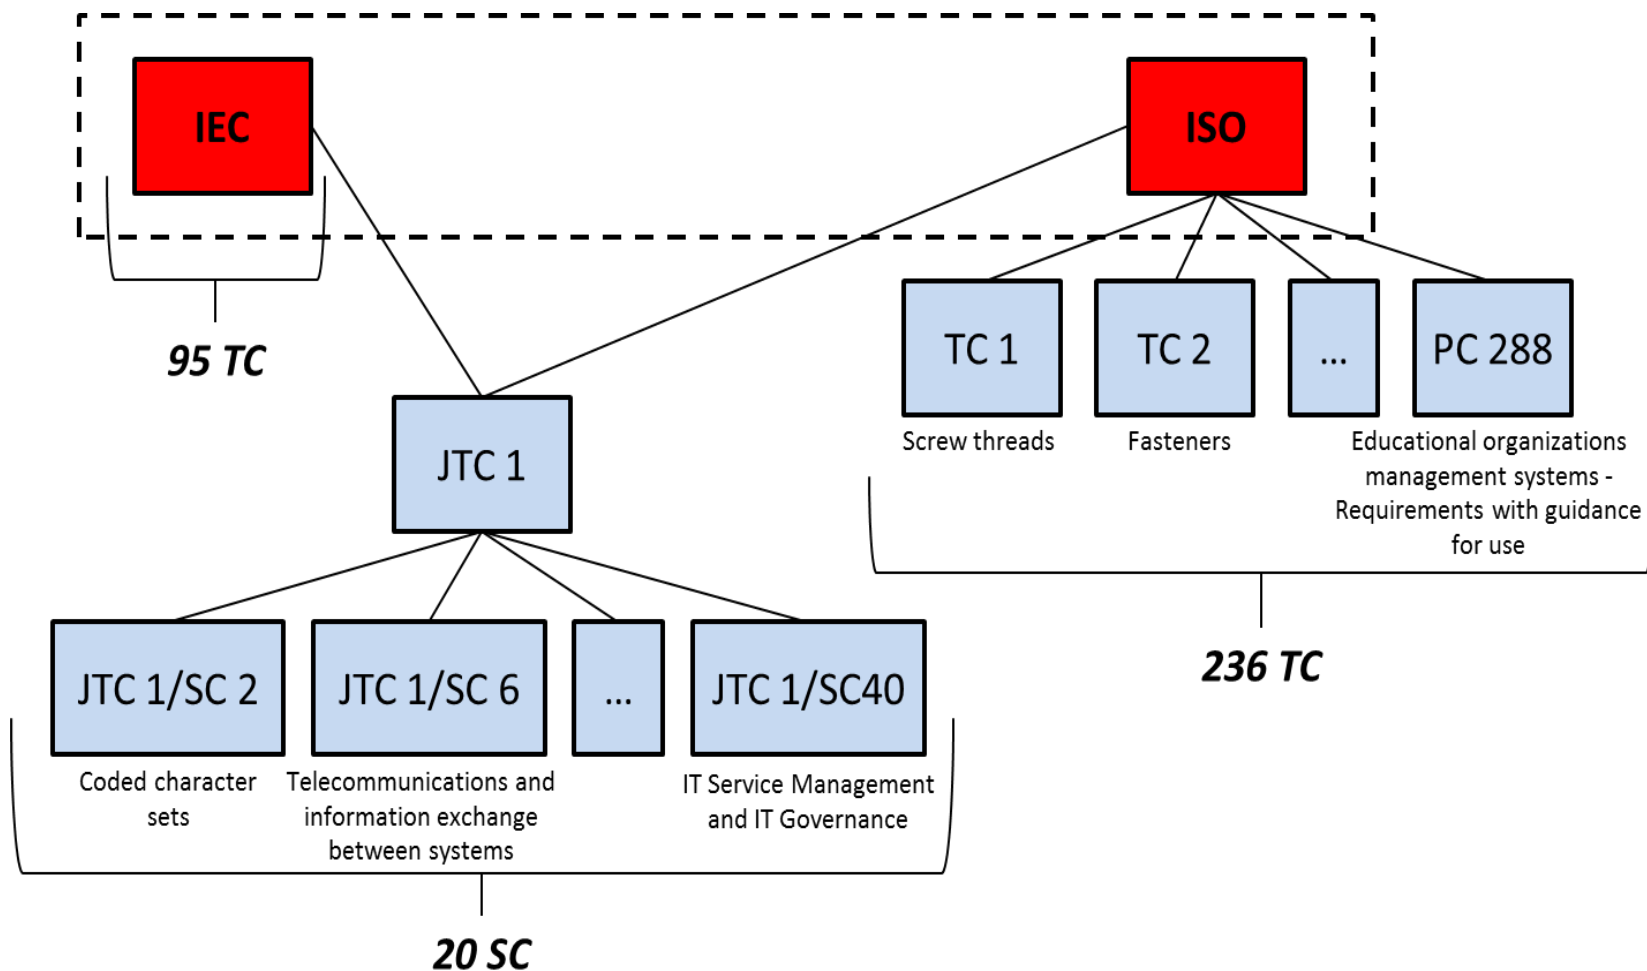 IEC
ISO
95 TC
TC 1
TC 2
...
PC 288
Screw threads
Fasteners
Educational organizations
management systems -
Requirements with guidance
for use
236 TC
JTC 1
JTC 1/SC 2
JTC 1/SC 6
...
JTC 1/SC40
Coded character
sets
Telecommunications and
information exchange
between systems
IT Service Management
and IT Governance
20 SC